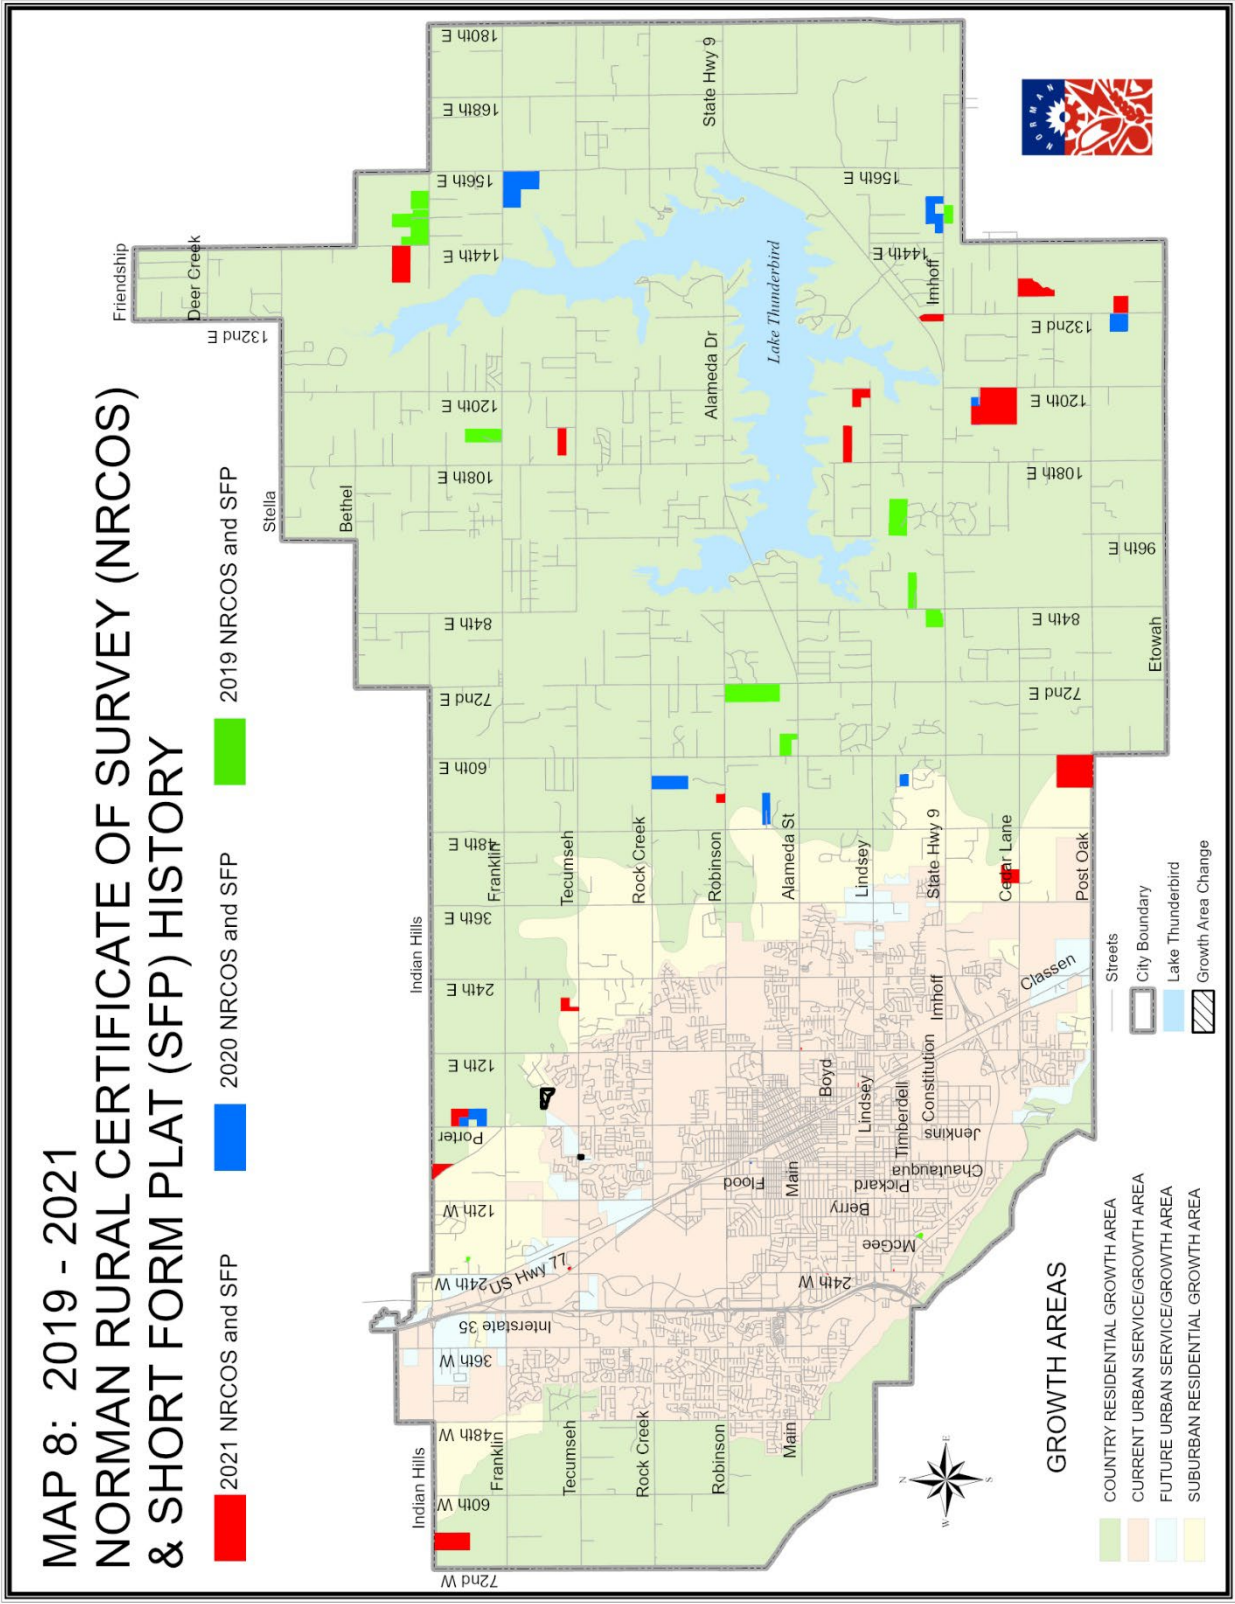 MAP 8: 2019 - 2021
NORMAN RURAL CERTIFICATE OF SURVEY (NRCOS)
& SHORT FORM PLAT (SFP) HISTORY
2021 NRCOS and SFP
2020 NRCOS and SFP
2019 NRCOS and SFP
Friendship
Deer Creek
Stella
Bethel
Indian Hills
Indian Hills
72nd W
60th W
48th W
36th W
Interstate 35
24th W
US Hwy 77
12th W
Porter
12th E
24th E
36th E
48th E
60th E
72nd E
84th E
108th E
120th E
132nd E
144th E
156th E
168th E
180th E
Franklin
Franklin
Tecumseh
Tecumseh
Rock Creek
Rock Creek
Robinson
Robinson
Alameda Dr
State Hwy 9
Lake Thunderbird
Main
Main
Flood
Alameda St
Boyd
Lindsey
Lindsey
24th W
McGee
Berry
Pickard
Chautauqua
Timberdell
Jenkins
Constitution
Imhoff
State Hwy 9
Imhoff
144th E
156th E
Classen
Cedar Lane
Post Oak
72nd E
84th E
96th E
108th E
120th E
132nd E
Etowah
NORMAN
N
W
E
S
GROWTH AREAS
COUNTRY RESIDENTIAL GROWTH AREA
CURRENT URBAN SERVICE/GROWTH AREA
FUTURE URBAN SERVICE/GROWTH AREA
SUBURBAN RESIDENTIAL GROWTH AREA
Streets
City Boundary
Lake Thunderbird
Growth Area Change